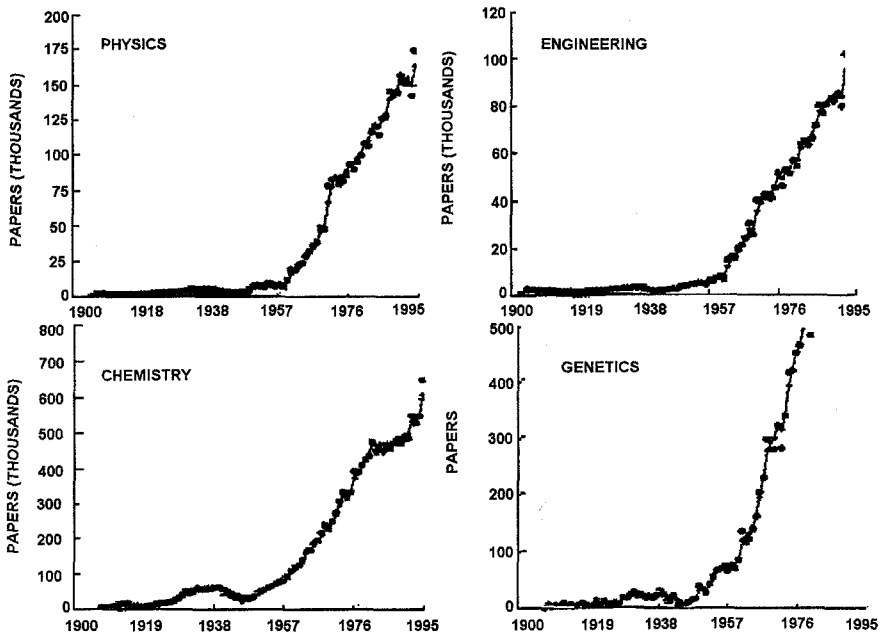 PHYSICS
PAPERS (THOUSANDS)
200
175
150
125
100
75
50
25
0
1900 1918 1938 1957 1976 1995
ENGINEERING
PAPERS (THOUSANDS)
120
100
80
60
40
20
0
1900 1919 1938 1957 1976 1995
CHEMISTRY
PAPERS (THOUSANDS)
800
700
600
500
400
300
200
100
0
1900 1919 1938 1957 1976 1995
GENETICS
PAPERS
500
400
300
200
100
0
1900 1919 1938 1957 1976 1995